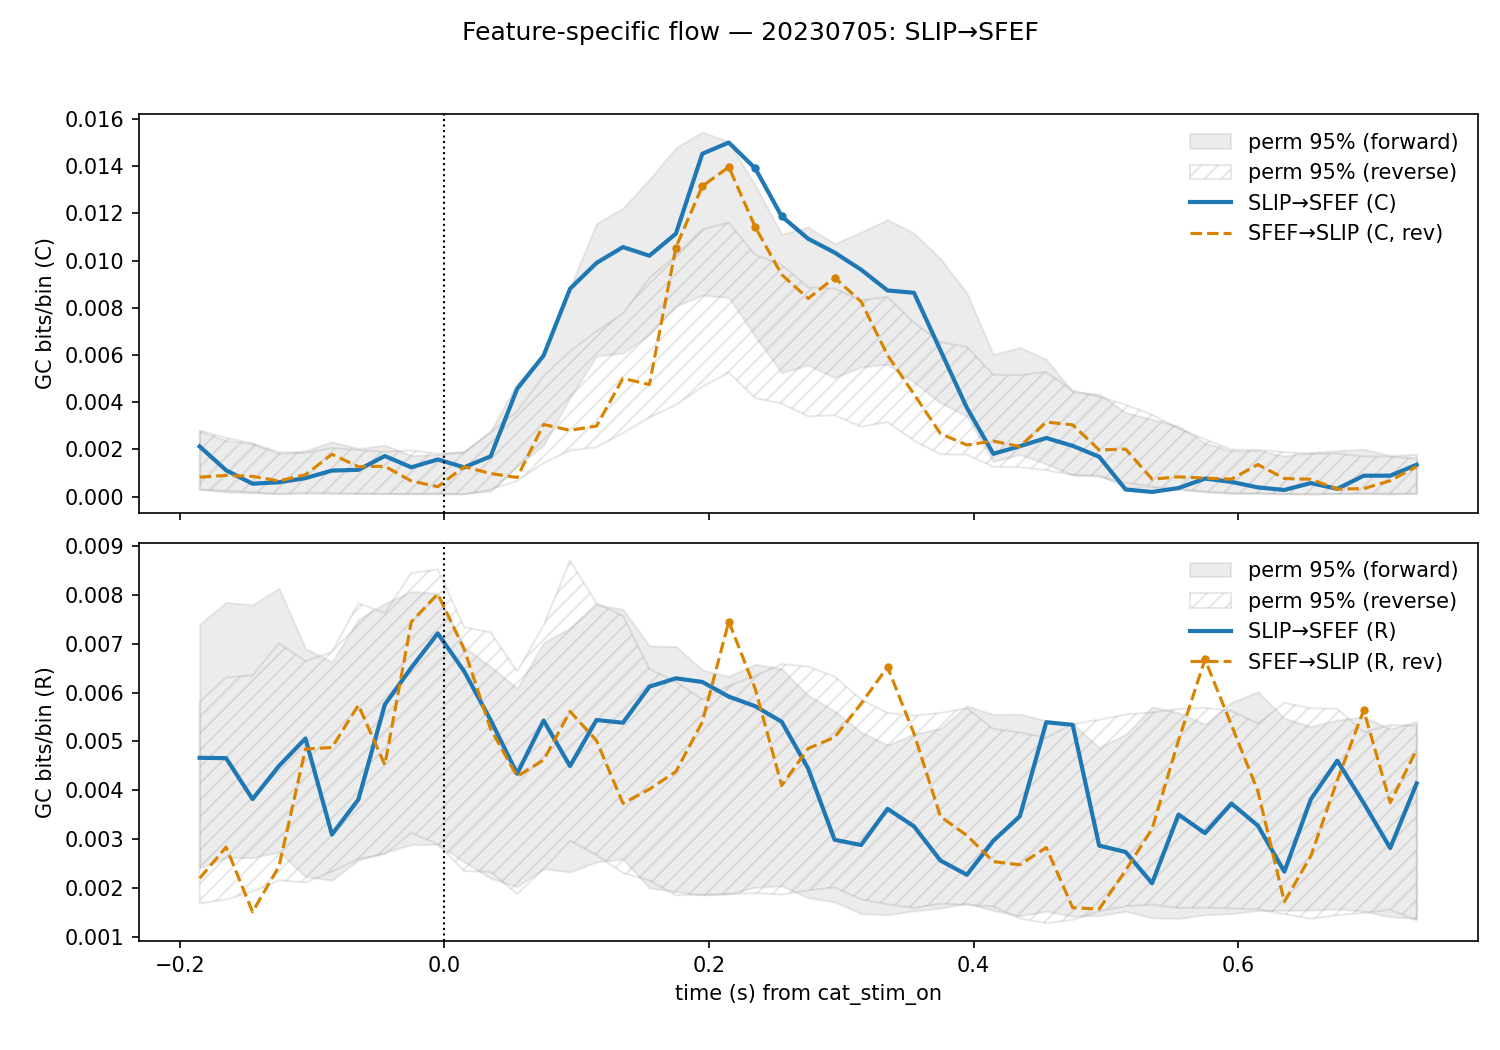 Feature-specific flow — 20230705: SLIP→SFEF
0.016
0.014
0.012
0.010
0.008
0.006
0.004
0.002
0.000
GC bits/bin (C)
perm 95% (forward)
perm 95% (reverse)
SLIP→SFEF (C)
SFEF→SLIP (C, rev)
0.009
0.008
0.007
0.006
0.005
0.004
0.003
0.002
0.001
GC bits/bin (R)
perm 95% (forward)
perm 95% (reverse)
SLIP→SFEF (R)
SFEF→SLIP (R, rev)
−0.2 0.0 0.2 0.4 0.6
time (s) from cat_stim_on